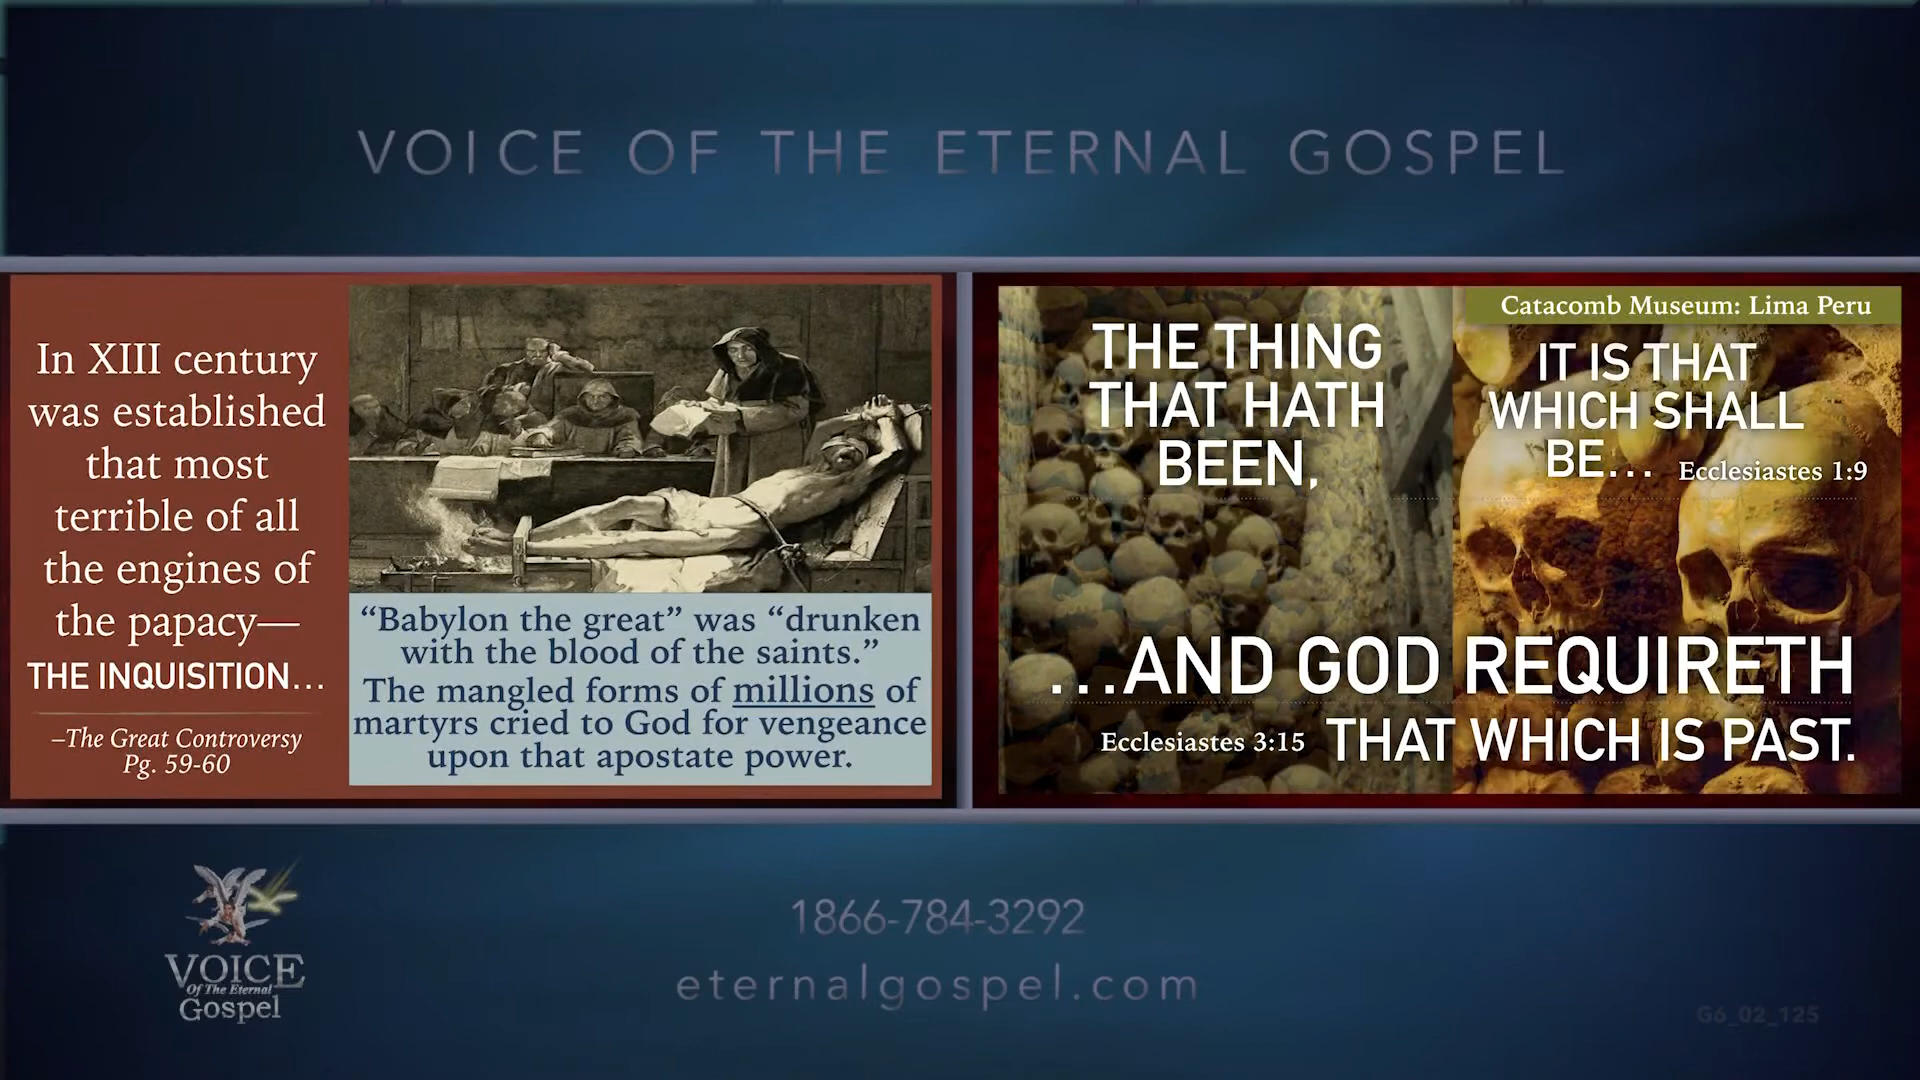 VOICE OF THE ETERNAL GOSPEL
In XIII century
was established
that most
terrible of all
the engines of
the papacy—
THE INQUISITION...
–The Great Controversy
Pg. 59-60
“Babylon the great” was “drunken
with the blood of the saints.”
The mangled forms of millions of
martyrs cried to God for vengeance
upon that apostate power.
Catacomb Museum: Lima Peru
THE THING
THAT HATH
BEEN,
IT IS THAT
WHICH SHALL
BE... Ecclesiastes 1:9
...AND GOD REQUIRETH
Ecclesiastes 3:15 THAT WHICH IS PAST.
VOICE
Of The Eternal
Gospel
1866-784-3292
eternalgospel.com
G6_02_125